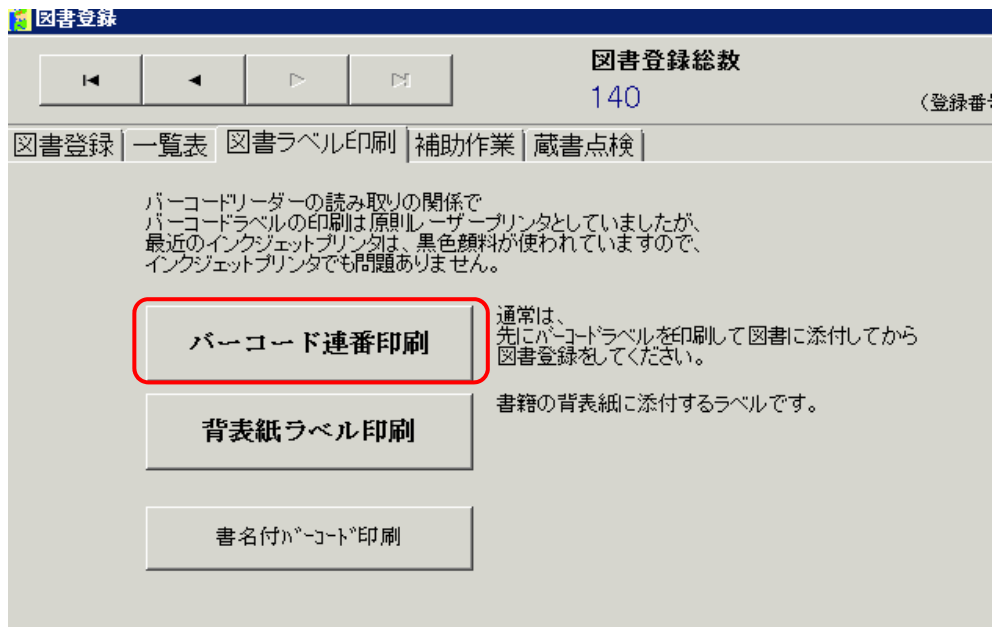 図書登録
図書登録総数
140
(登録番
図書登録 一覧表 図書ラベル印刷 補助作業 蔵書点検
バーコードリーダーの読み取りの関係で
バーコードラベルの印刷は原則レーザープリンタとしていましたが、
最近のインクジェットプリンタは、黒色顔料が使われていますので、
インクジェットプリンタでも問題ありません。
バーコード連番印刷
通常は、
先にバーコードラベルを印刷して図書に添付してから
図書登録をしてください。
背表紙ラベル印刷
書籍の背表紙に添付するラベルです。
書名付バーコード印刷